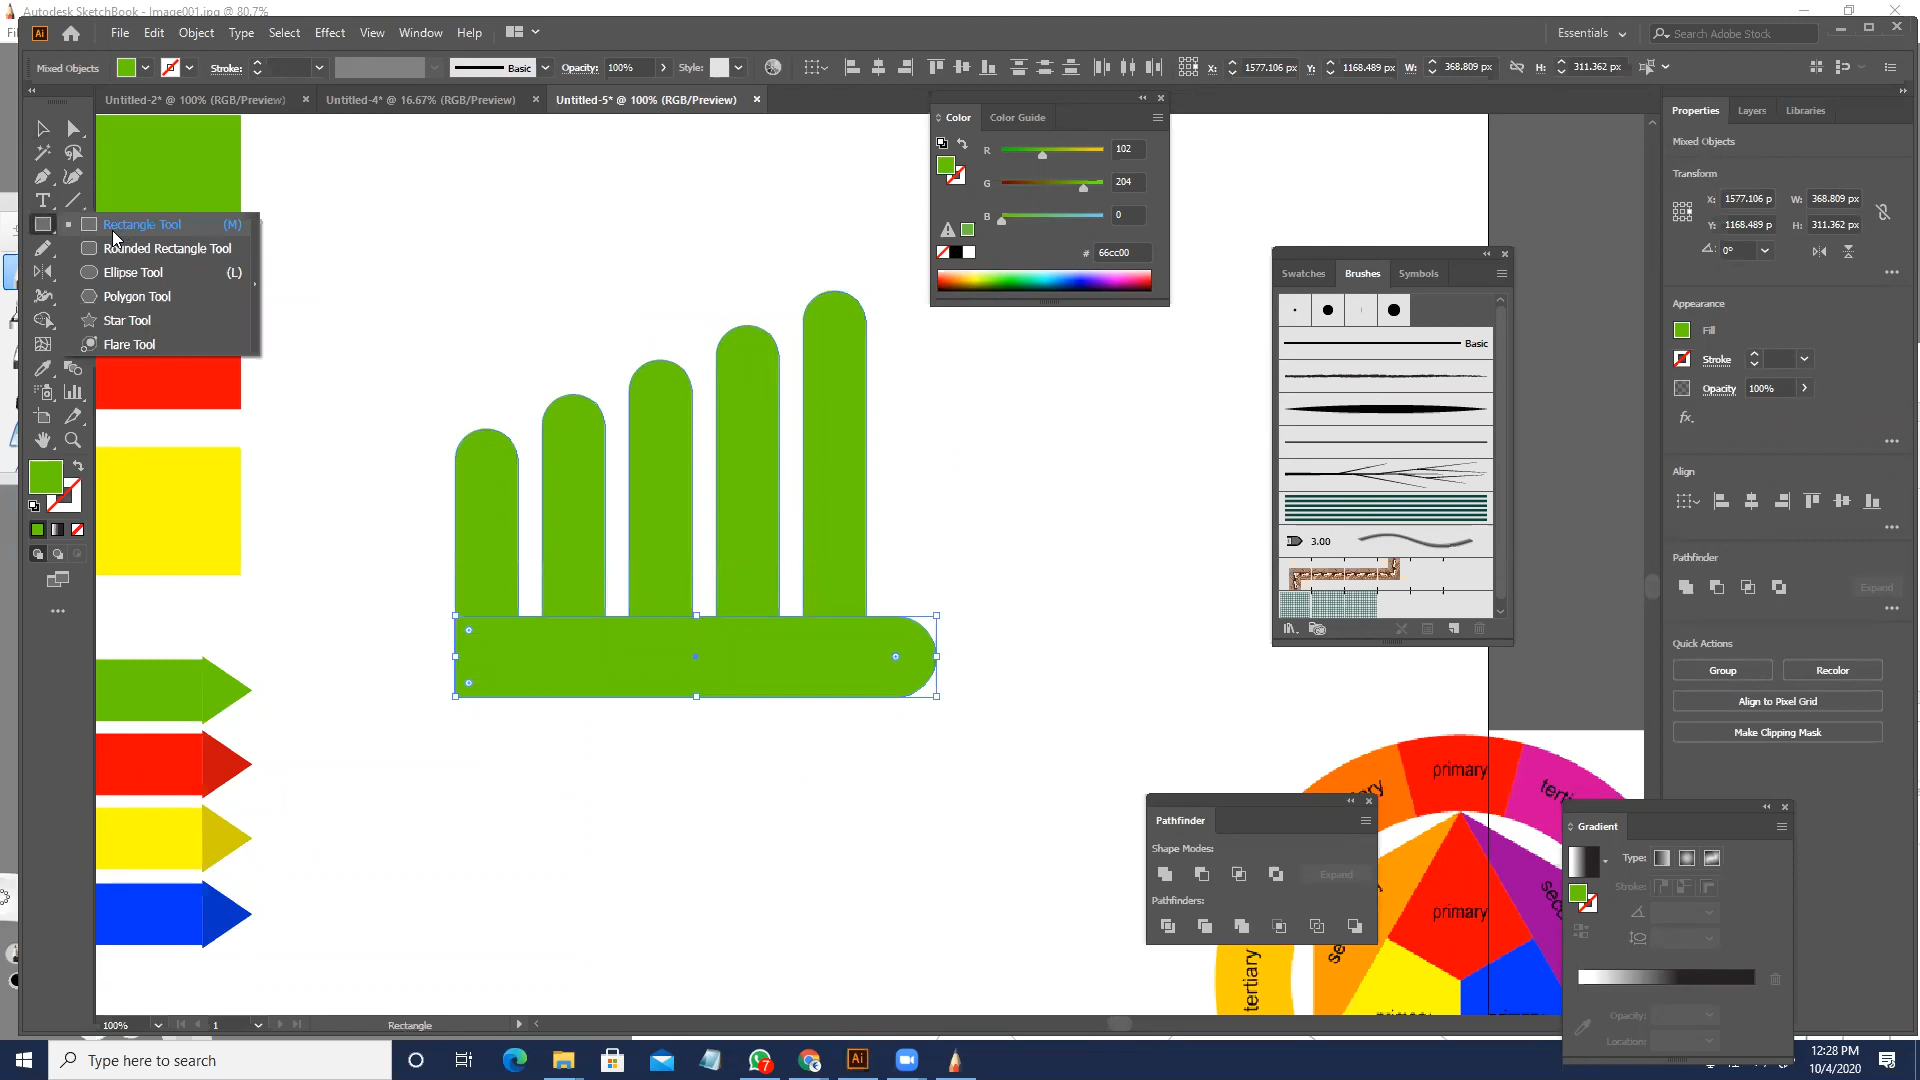 Autodesk SketchBook - Image001.jpg @ 80.7%
Ai File Edit Object Type Select Effect View Window Help Essentials Search Adobe Stock
Mixed Objects Stroke: Basic Opacity: 100% Style: X: 1577.106 px Y: 1168.489 px W: 368.809 px H: 311.362 px
Untitled-2* @ 100% (RGB/Preview) Untitled-4* @ 16.67% (RGB/Preview) Untitled-5* @ 100% (RGB/Preview)
Rectangle Tool (M)
Rounded Rectangle Tool
Ellipse Tool (L)
Polygon Tool
Star Tool
Flare Tool
Color Color Guide
R 102
G 204
B 0
# 66cc00
Swatches Brushes Symbols
Basic
3.00
Properties Layers Libraries
Mixed Objects
Transform
X: 1577.106 p W: 368.809 p
Y: 1168.489 p H: 311.362 p
0°
Appearance
Fill
Stroke
Opacity 100%
fx
Align
Pathfinder
Expand
Quick Actions
Group Recolor
Align to Pixel Grid
Make Clipping Mask
primary
primary
tertiary
primary
Pathfinder
Shape Modes:
Expand
Pathfinders:
Gradient
Type:
Stroke:
Opacity:
Location:
100% 1 Rectangle
Type here to search
7
Ai
12:28 PM
10/4/2020